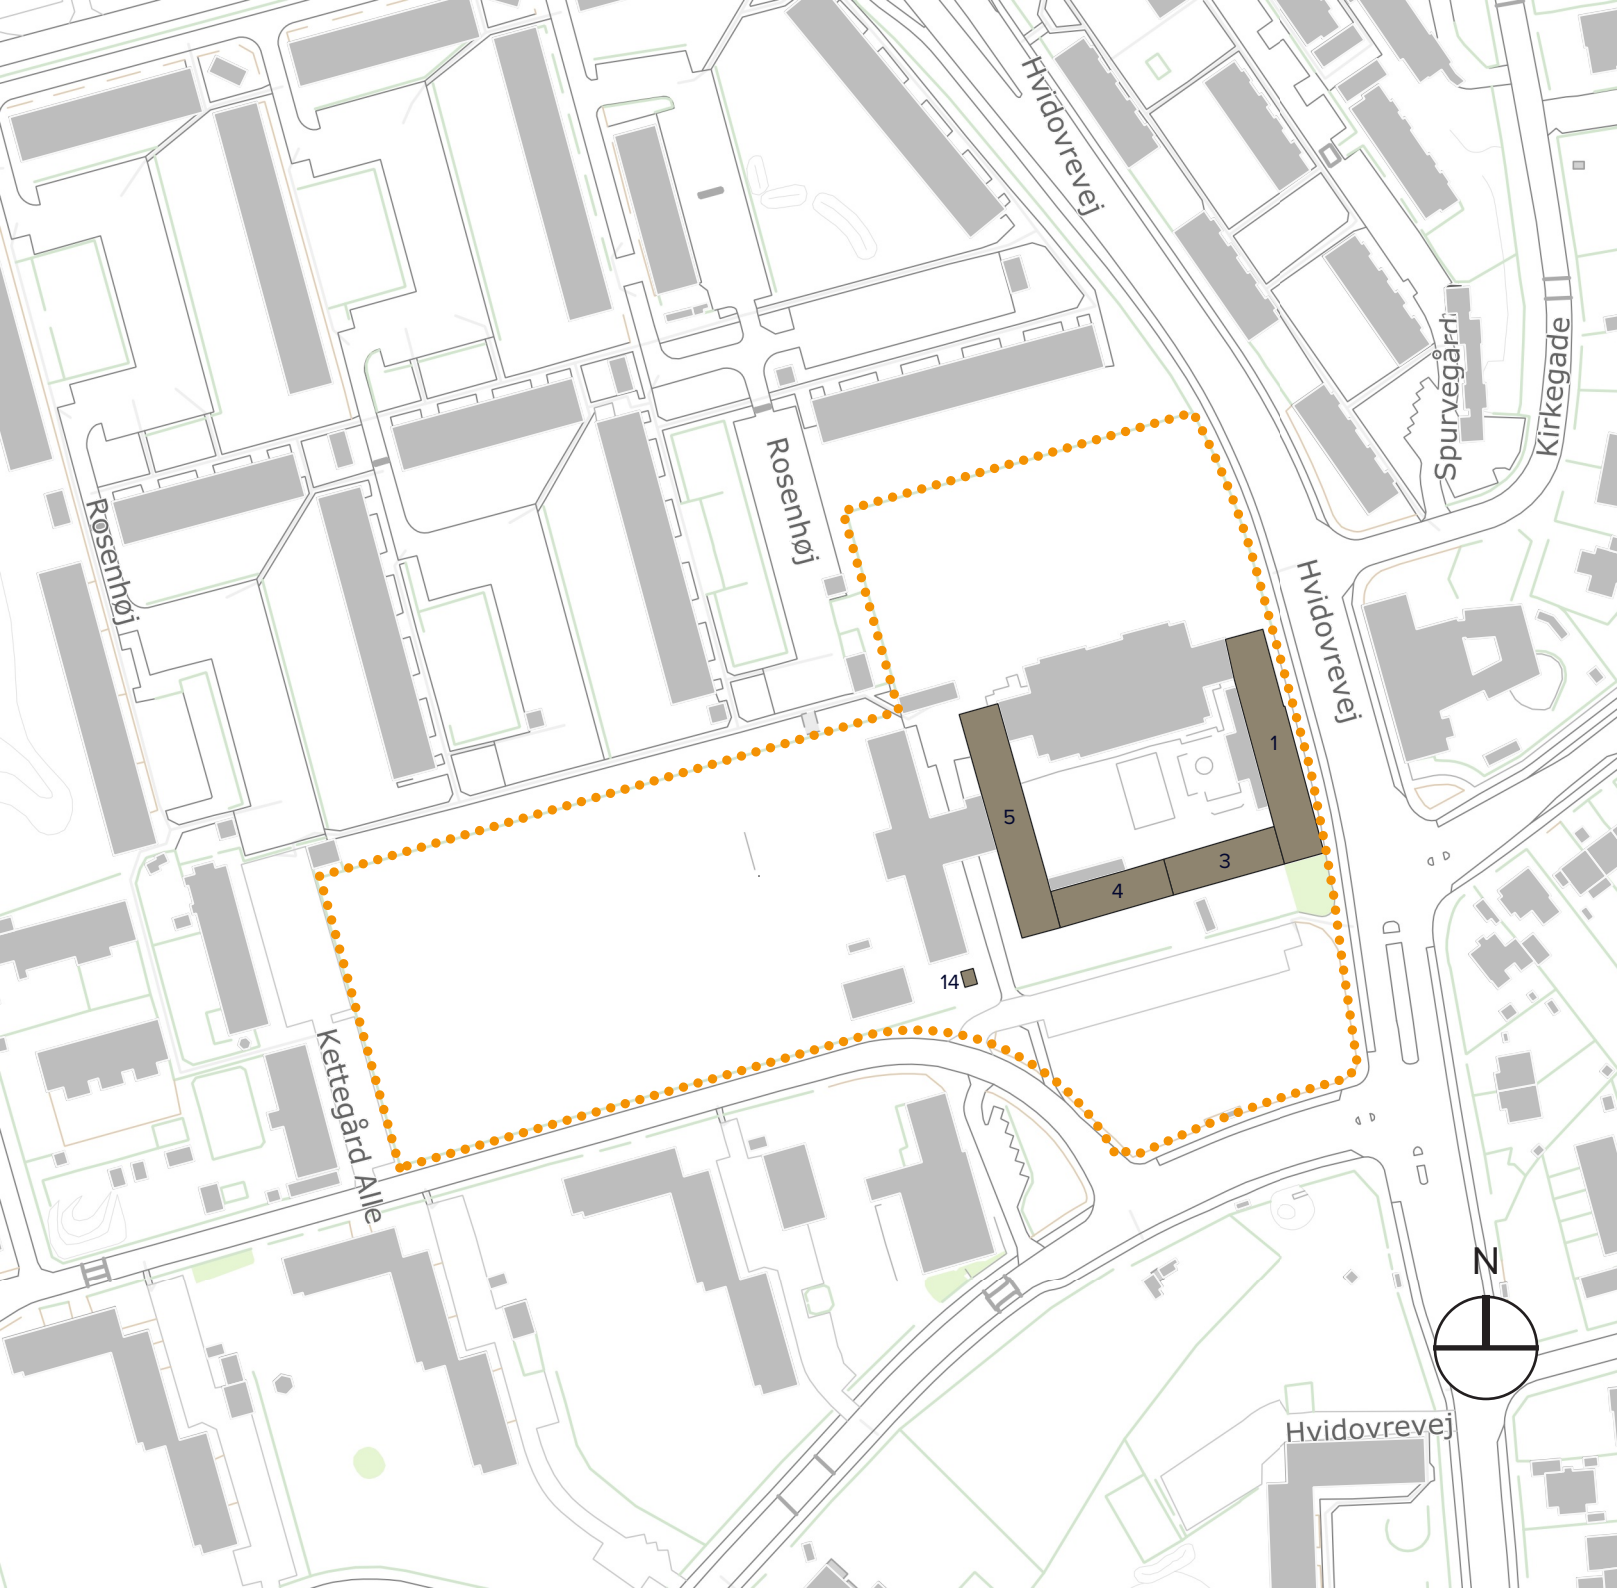 Hvidovrevej
Spurvegård
Kirkegade
Rosenhøj
Rosenhøj
Hvidovrevej
1
5
3
4
14
Kettegård Alle
N
Hvidovrevej